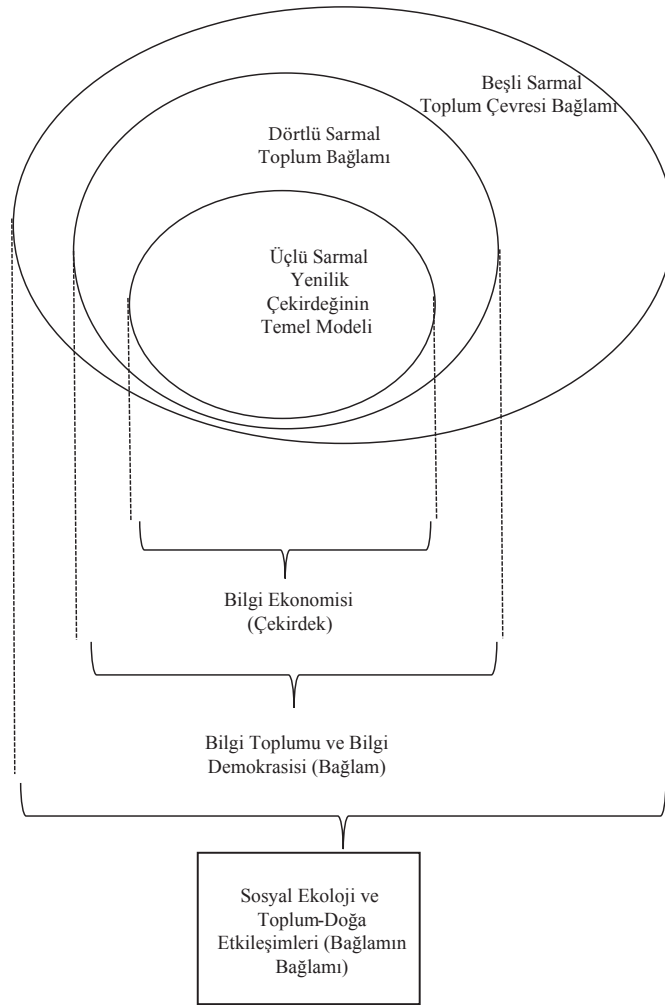 Beşli Sarmal
Toplum Çevresi Bağlamı
Dörtlü Sarmal
Toplum Bağlamı
Üçlü Sarmal
Yenilik
Çekirdeğinin
Temel Modeli
Bilgi Ekonomisi
(Çekirdek)
Bilgi Toplumu ve Bilgi
Demokrasisi (Bağlam)
Sosyal Ekoloji ve
Toplum-Doğa
Etkileşimleri (Bağlamın
Bağlamı)